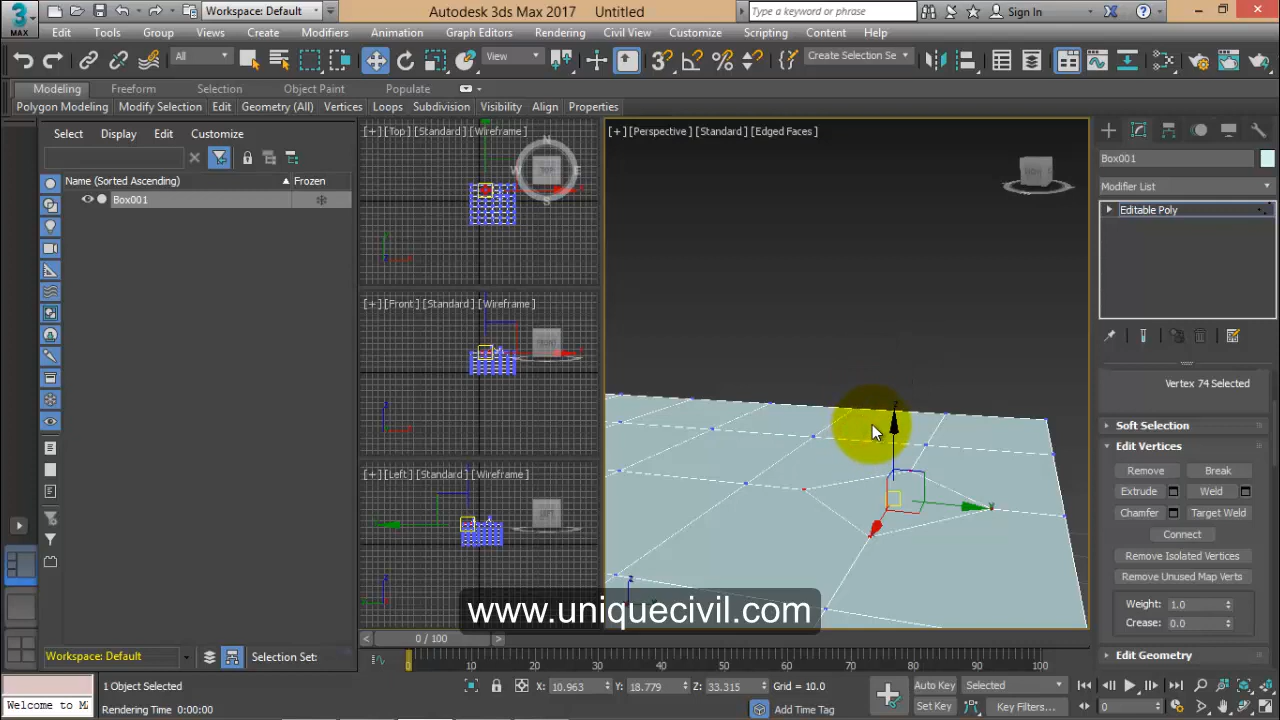 MAX
Workspace: Default
Autodesk 3ds Max 2017 Untitled
Type a keyword or phrase
Sign In
Edit Tools Group Views Create Modifiers Animation Graph Editors Rendering Civil View Customize Scripting Content Help
All
View
Create Selection Se
Modeling Freeform Selection Object Paint Populate
Polygon Modeling Modify Selection Edit Geometry (All) Vertices Loops Subdivision Visibility Align Properties
Select Display Edit Customize
Name (Sorted Ascending) Frozen
Box001
[+] [Top] [Standard] [Wireframe]
[+] [Front] [Standard] [Wireframe]
[+] [Left] [Standard] [Wireframe]
[+] [Perspective] [Standard] [Edged Faces]
Box001
Modifier List
Editable Poly
Vertex 74 Selected
Soft Selection
Edit Vertices
Remove Break
Extrude Weld
Chamfer Target Weld
Connect
Remove Isolated Vertices
Remove Unused Map Verts
Weight: 1.0
Crease: 0.0
Edit Geometry
www.uniquecivil.com
0 / 100
Workspace: Default
Selection Set:
0 10 20 30 40 50 60 70 80 90 100
1 Object Selected
X: 10.963 Y: 18.779 Z: 33.315 Grid = 10.0
Auto Key Selected
Welcome to M
Rendering Time 0:00:00
Add Time Tag
Set Key Key Filters...
0